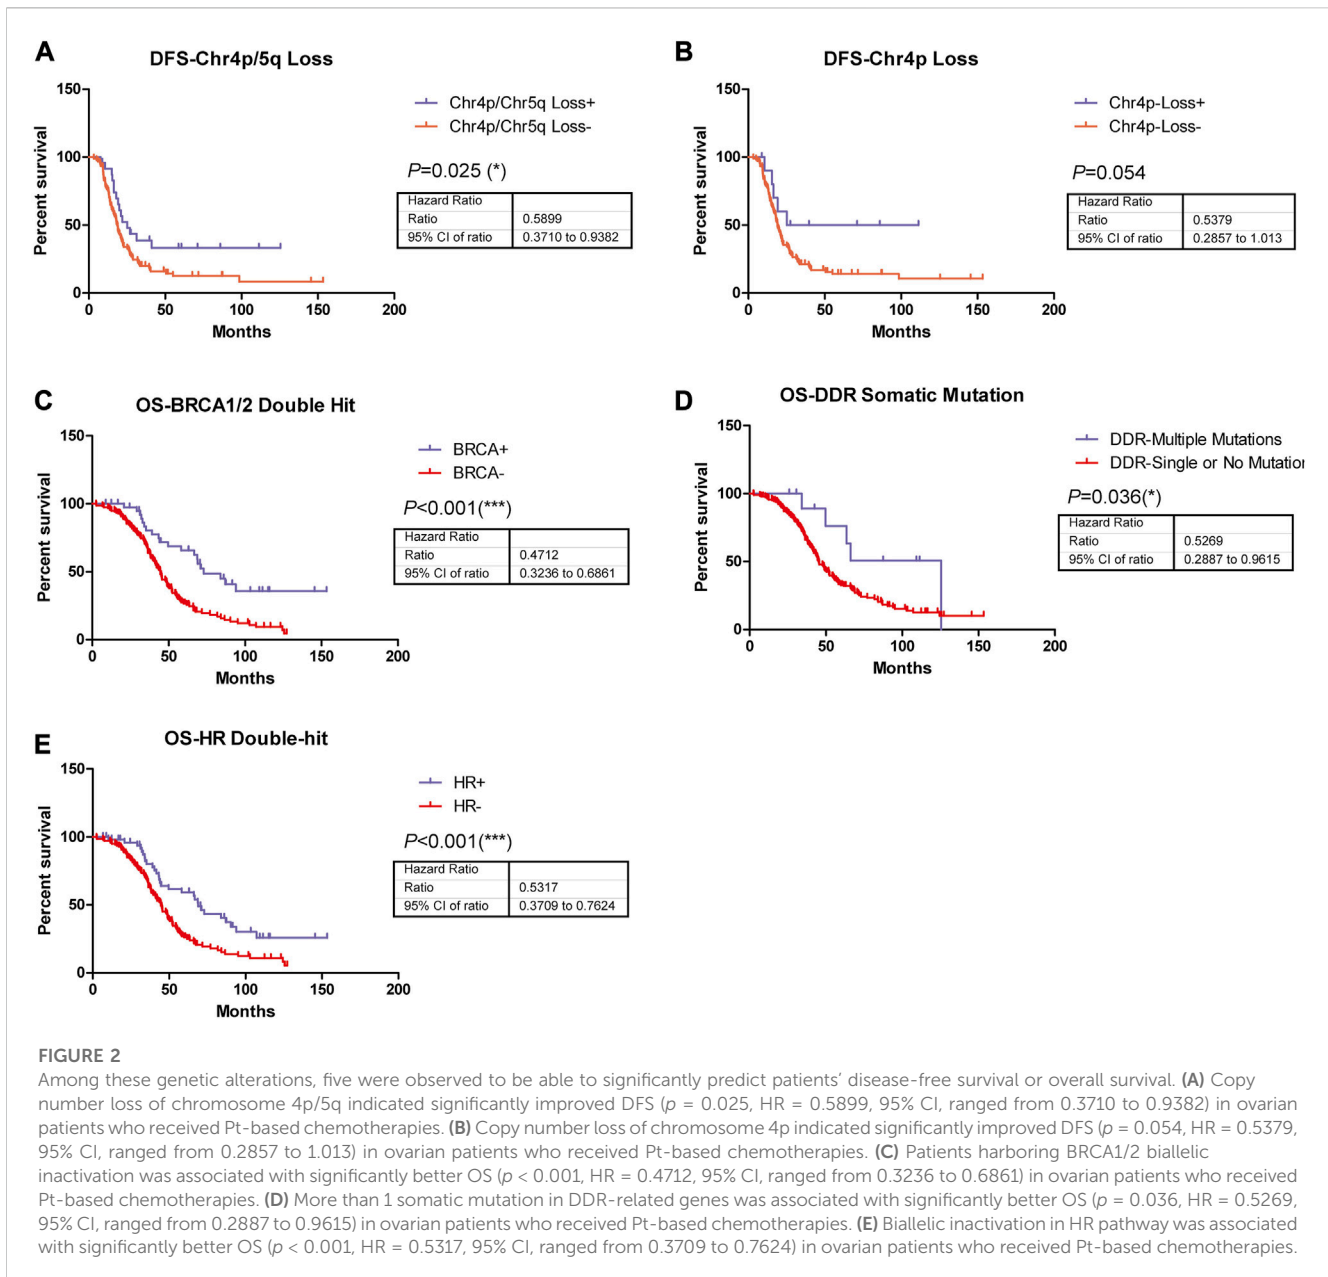 A
DFS-Chr4p/5q Loss
150
100
50
0
Percent survival
0 50 100 150 200
Months
Chr4p/Chr5q Loss+
Chr4p/Chr5q Loss-
P=0.025 (*)
Hazard Ratio
Ratio 0.5899
95% CI of ratio 0.3710 to 0.9382
B
DFS-Chr4p Loss
150
100
50
0
Percent survival
0 50 100 150 200
Months
Chr4p-Loss+
Chr4p-Loss-
P=0.054
Hazard Ratio
Ratio 0.5379
95% CI of ratio 0.2857 to 1.013
C
OS-BRCA1/2 Double Hit
150
100
50
0
Percent survival
0 50 100 150 200
Months
BRCA+
BRCA-
P<0.001(***)
Hazard Ratio
Ratio 0.4712
95% CI of ratio 0.3236 to 0.6861
D
OS-DDR Somatic Mutation
150
100
50
0
Percent survival
0 50 100 150 200
Months
DDR-Multiple Mutations
DDR-Single or No Mutation
P=0.036(*)
Hazard Ratio
Ratio 0.5269
95% CI of ratio 0.2887 to 0.9615
E
OS-HR Double-hit
150
100
50
0
Percent survival
0 50 100 150 200
Months
HR+
HR-
P<0.001(***)
Hazard Ratio
Ratio 0.5317
95% CI of ratio 0.3709 to 0.7624
FIGURE 2
Among these genetic alterations, five were observed to be able to significantly predict patients' disease-free survival or overall survival. (A) Copy
number loss of chromosome 4p/5q indicated significantly improved DFS (p = 0.025, HR = 0.5899, 95% CI, ranged from 0.3710 to 0.9382) in ovarian
patients who received Pt-based chemotherapies. (B) Copy number loss of chromosome 4p indicated significantly improved DFS (p = 0.054, HR = 0.5379,
95% CI, ranged from 0.2857 to 1.013) in ovarian patients who received Pt-based chemotherapies. (C) Patients harboring BRCA1/2 biallelic
inactivation was associated with significantly better OS (p < 0.001, HR = 0.4712, 95% CI, ranged from 0.3236 to 0.6861) in ovarian patients who received
Pt-based chemotherapies. (D) More than 1 somatic mutation in DDR-related genes was associated with significantly better OS (p = 0.036, HR = 0.5269,
95% CI, ranged from 0.2887 to 0.9615) in ovarian patients who received Pt-based chemotherapies. (E) Biallelic inactivation in HR pathway was associated
with significantly better OS (p < 0.001, HR = 0.5317, 95% CI, ranged from 0.3709 to 0.7624) in ovarian patients who received Pt-based chemotherapies.